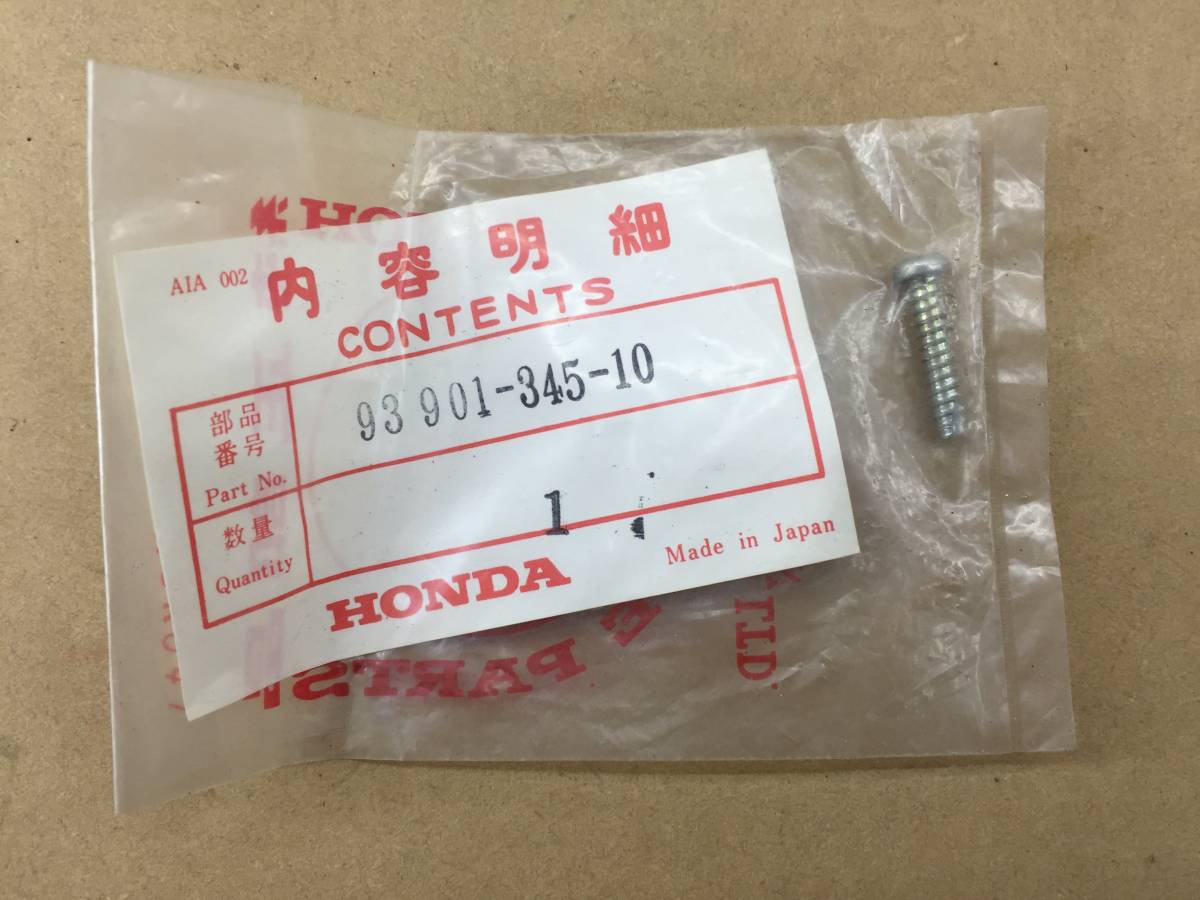 AIA 002
内容明細
CONTENTS
部品
番号
Part No.
93 901-345-10
数量
Quantity
1
HONDA
Made in Japan
PARTS
LTD